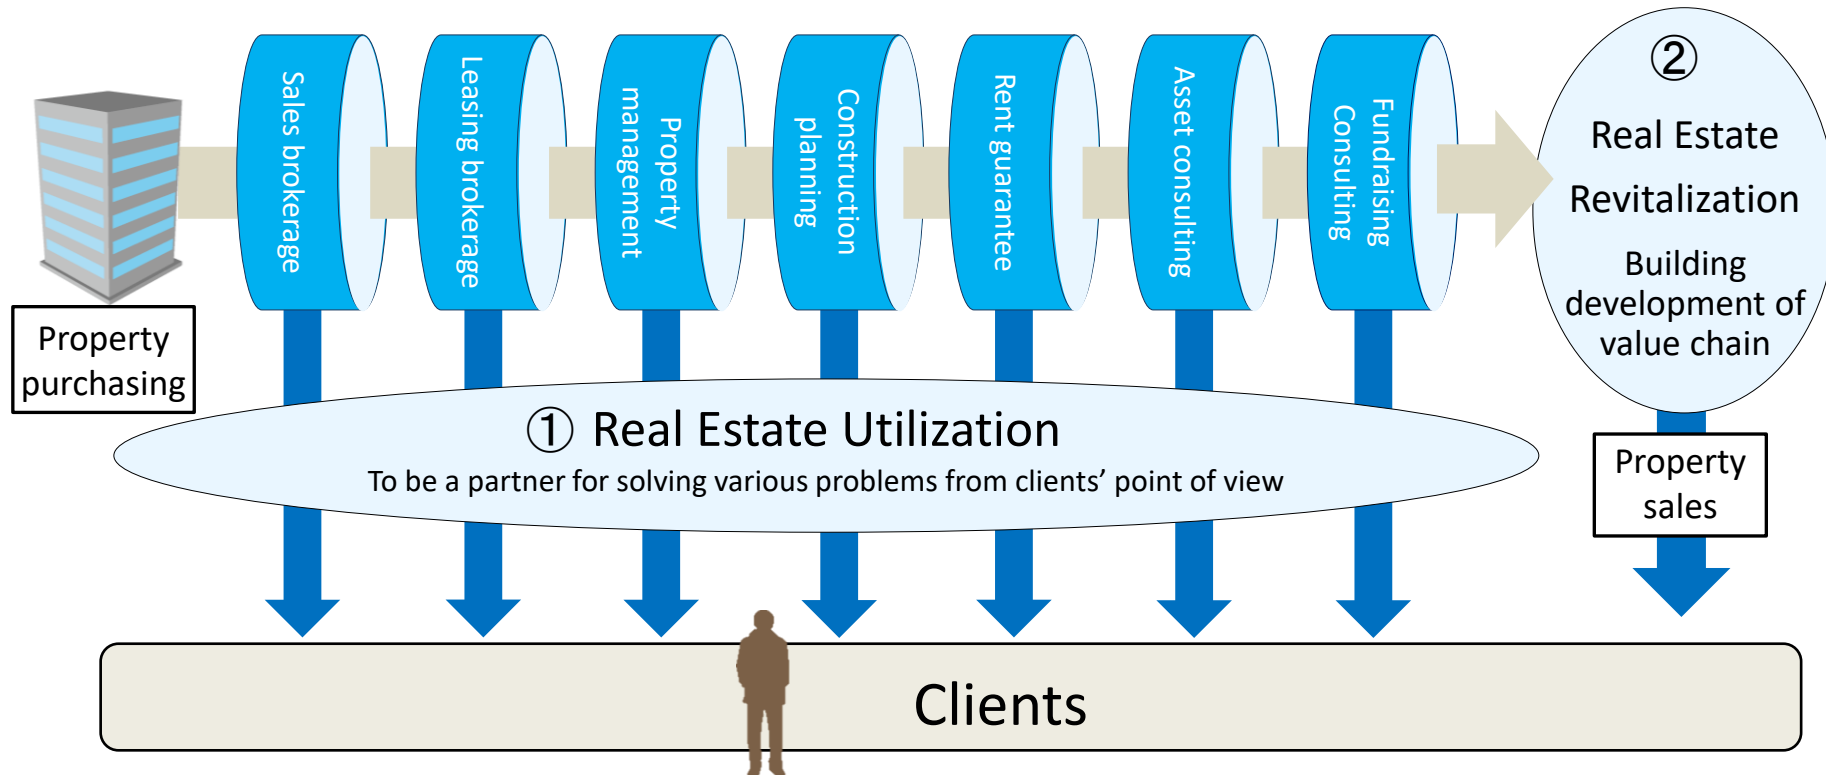 Property
purchasing
Sales brokerage
Leasing brokerage
Property
management
Construction
planning
Rent guarantee
Asset consulting
Fundraising
Consulting
②
Real Estate
Revitalization
Building
development of
value chain
① Real Estate Utilization
To be a partner for solving various problems from clients’ point of view
Property
sales
Clients